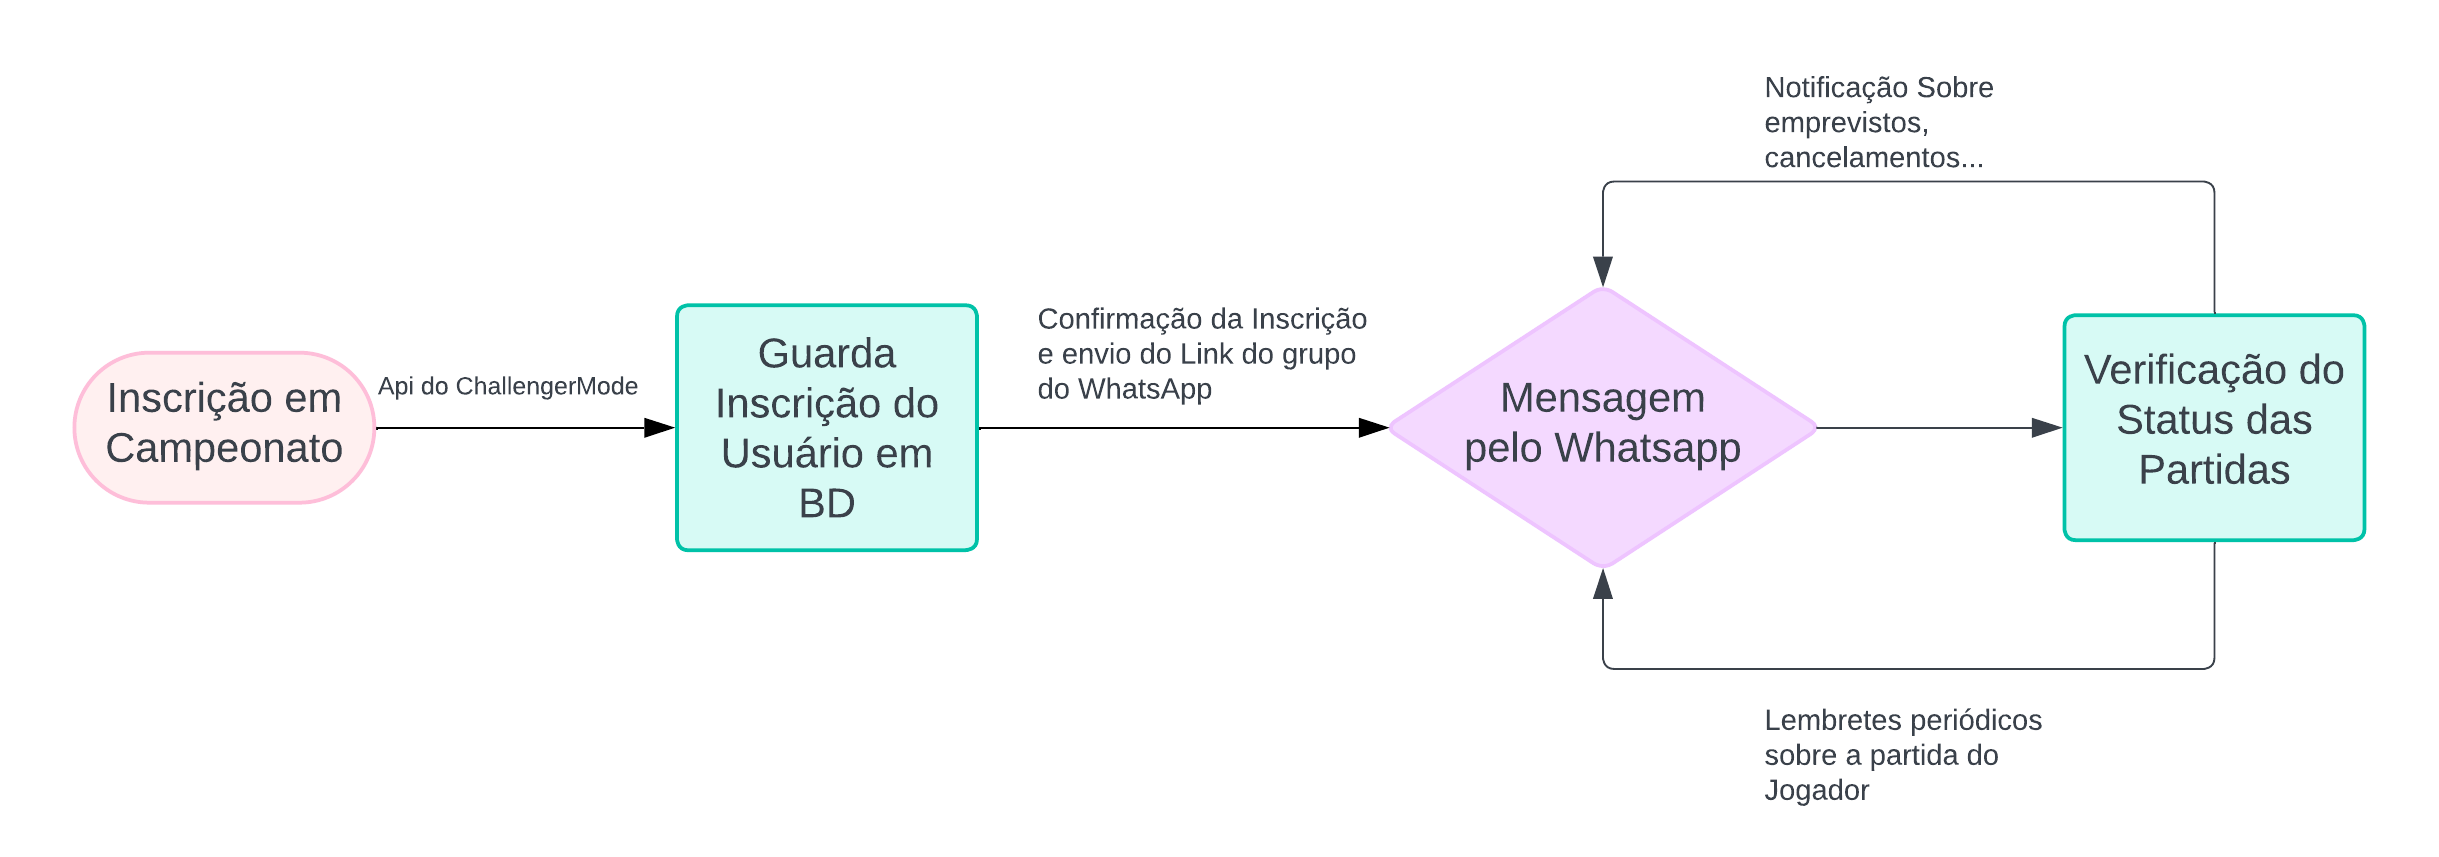 Inscrição em
Campeonato
Api do ChallengerMode
Guarda
Inscrição do
Usuário em
BD
Confirmação da Inscrição
e envio do Link do grupo
do WhatsApp
Mensagem
pelo Whatsapp
Notificação Sobre
emprevistos,
cancelamentos...
Verificação do
Status das
Partidas
Lembretes periódicos
sobre a partida do
Jogador